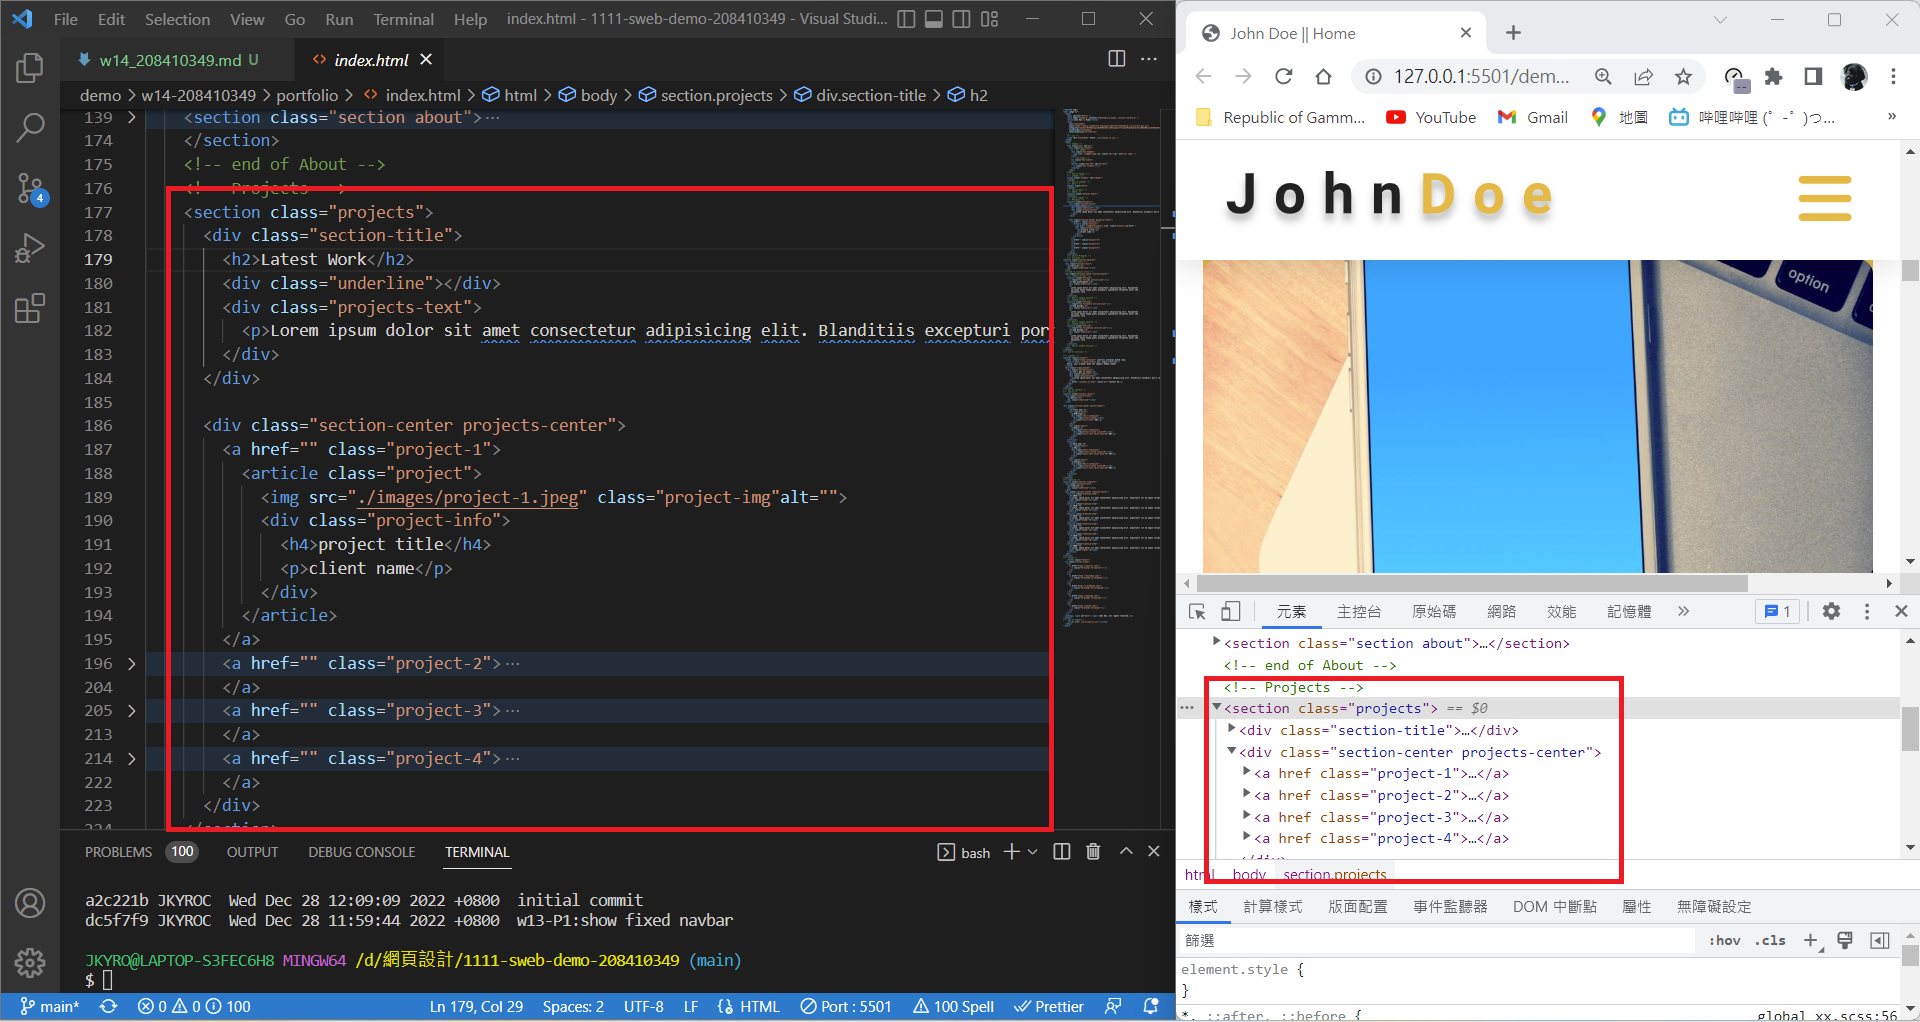 File Edit Selection View Go Run Terminal Help index.html - 1111-sweb-demo-208410349 - Visual Studi...
w14_208410349.md U
index.html
demo > w14-208410349 > portfolio > index.html > html > body > section.projects > div.section-title > h2
139 <section class="section about">…
174 </section>
175 <!-- end of About -->
176 <!-- Projects -->
177 <section class="projects">
178 <div class="section-title">
179 <h2>Latest Work</h2>
180 <div class="underline"></div>
181 <div class="projects-text">
182 <p>Lorem ipsum dolor sit amet consectetur adipisicing elit. Blanditiis excepturi por
183 </div>
184 </div>
185
186 <div class="section-center projects-center">
187 <a href="" class="project-1">
188 <article class="project">
189 <img src="./images/project-1.jpeg" class="project-img"alt="">
190 <div class="project-info">
191 <h4>project title</h4>
192 <p>client name</p>
193 </div>
194 </article>
195 </a>
196 <a href="" class="project-2">…
204 </a>
205 <a href="" class="project-3">…
213 </a>
214 <a href="" class="project-4">…
222 </a>
223 </div>
224 </section>
PROBLEMS 100 OUTPUT DEBUG CONSOLE TERMINAL bash
a2c221b JKYROC Wed Dec 28 12:09:09 2022 +0800 initial commit
dc5f7f9 JKYROC Wed Dec 28 11:59:44 2022 +0800 w13-P1:show fixed navbar
JKYRO@LAPTOP-S3FEC6H8 MINGW64 /d/網頁設計/1111-sweb-demo-208410349 (main)
$
4
main* 0 0 100 Ln 179, Col 29 Spaces: 2 UTF-8 LF HTML Port : 5501 100 Spell Prettier
John Doe || Home
127.0.0.1:5501/dem...
Republic of Gamm... YouTube Gmail 地圖 哔哩哔哩 (゜-゜)つ... »
JohnDoe
option
元素 主控台 原始碼 網路 效能 記憶體 » 1
<section class="section about">…</section>
<!-- end of About -->
<!-- Projects -->
<section class="projects"> == $0
<div class="section-title">…</div>
<div class="section-center projects-center">
<a href class="project-1">…</a>
<a href class="project-2">…</a>
<a href class="project-3">…</a>
<a href class="project-4">…</a>
</div>
html body section.projects
樣式 計算樣式 版面配置 事件監聽器 DOM 中斷點 屬性 無障礙設定
篩選 :hov .cls
element.style {
}
*, ::after, ::before { global xx.scss:56